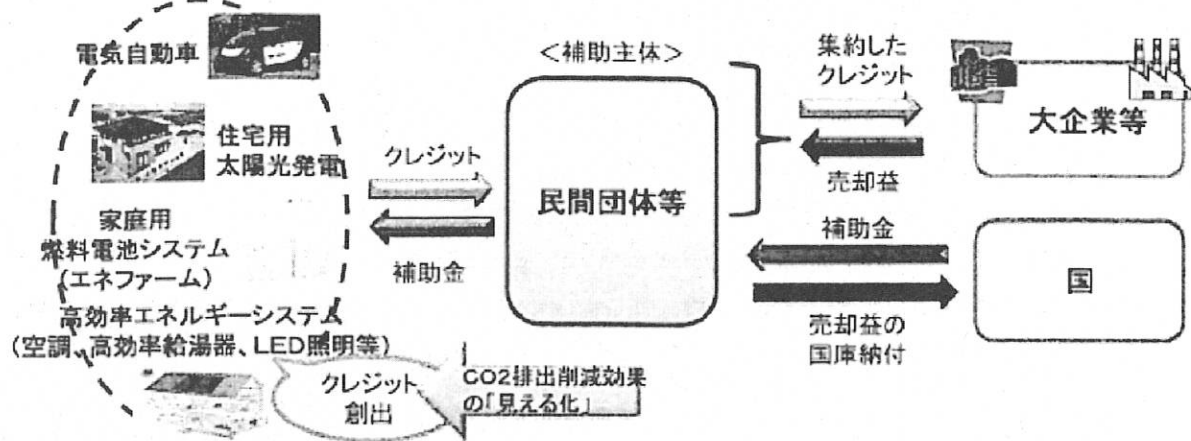 電気自動車
住宅用
太陽光発電
家庭用
燃料電池システム
(エネファーム)
高効率エネルギーシステム
(空調、高効率給湯器、LED照明等)
クレジット
創出
CO2排出削減効果
の「見える化」
クレジット
補助金
<補助主体>
民間団体等
集約した
クレジット
売却益
大企業等
補助金
売却益の
国庫納付
国